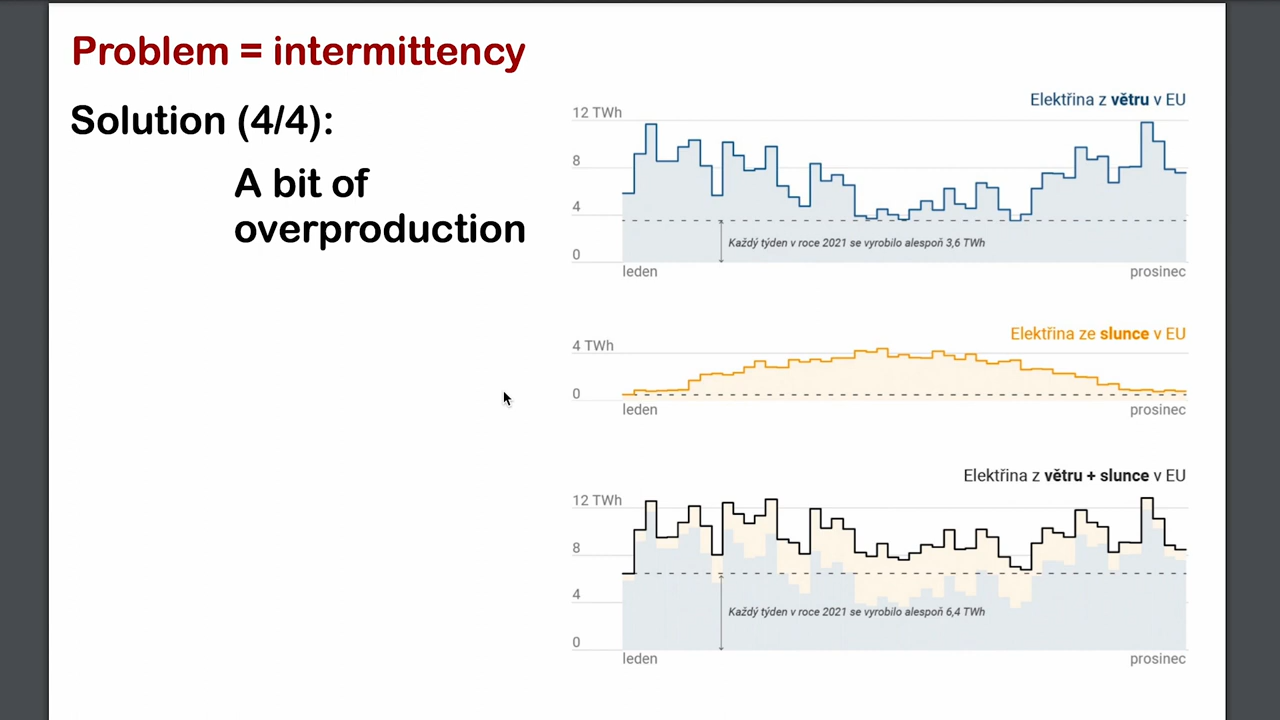 Problem = intermittency
Solution (4/4):
A bit of
overproduction
Elektřina z větru v EU
12 TWh
8
4
0
Každý týden v roce 2021 se vyrobilo alespoň 3,6 TWh
leden
prosinec
Elektřina ze slunce v EU
4 TWh
0
leden
prosinec
Elektřina z větru + slunce v EU
12 TWh
8
4
0
Každý týden v roce 2021 se vyrobilo alespoň 6,4 TWh
leden
prosinec